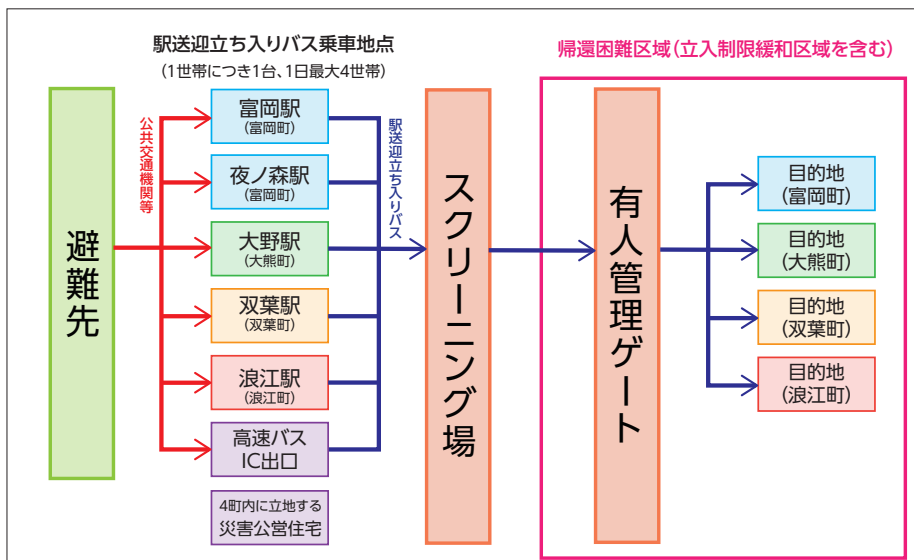 駅送迎立ち入りバス乗車地点
(1世帯につき1台、1日最大4世帯)
帰還困難区域(立入制限緩和区域を含む)
避難先
公共交通機関等
富岡駅
(富岡町)
夜ノ森駅
(富岡町)
大野駅
(大熊町)
双葉駅
(双葉町)
浪江駅
(浪江町)
高速バス
IC出口
4町内に立地する
災害公営住宅
駅送迎立ち入りバス
スクリーニング場
有人管理ゲート
目的地
(富岡町)
目的地
(大熊町)
目的地
(双葉町)
目的地
(浪江町)